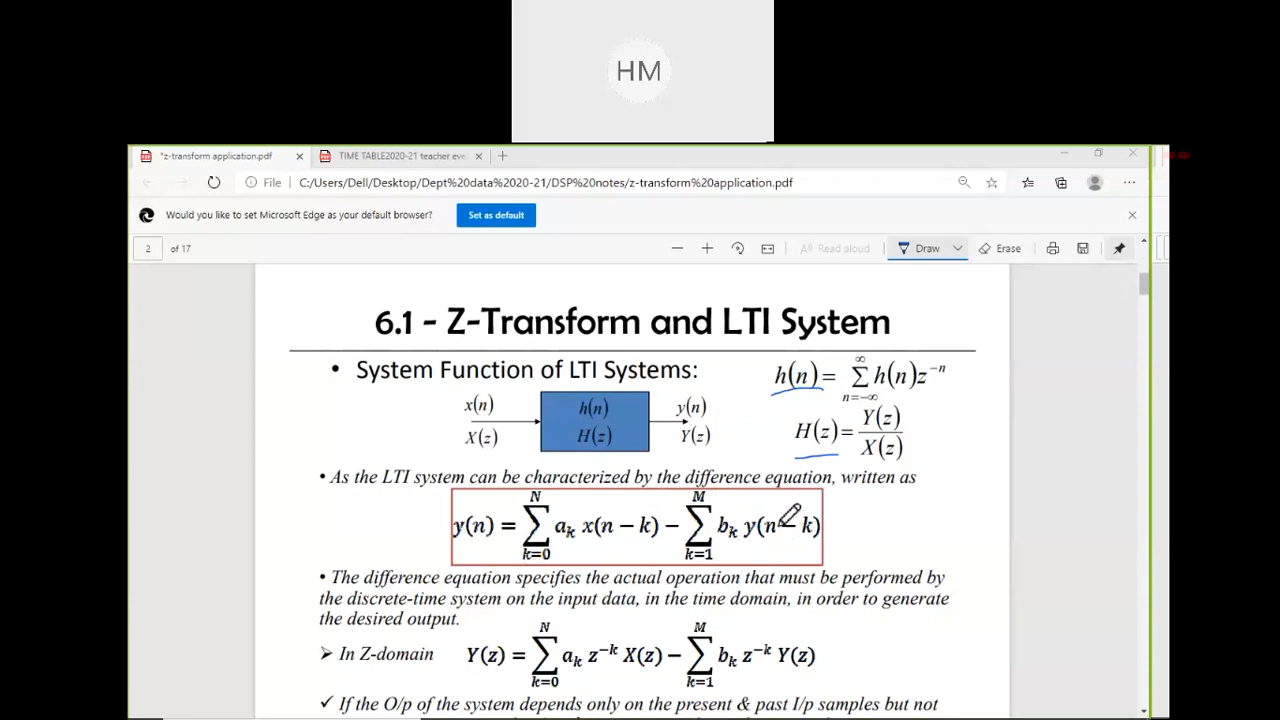 HM
*z-transform application.pdf
TIME TABLE2020-21 teacher eve
File C:/Users/Dell/Desktop/Dept%20data%2020-21/DSP%20notes/z-transform%20application.pdf
Would you like to set Microsoft Edge as your default browser? Set as default
2 of 17 Read aloud Draw Erase
6.1 - Z-Transform and LTI System
• System Function of LTI Systems:
h(n) = ∑_{n=-∞}^{∞} h(n)z^{-n}
x(n) h(n) y(n)
X(z) H(z) Y(z)
H(z) = Y(z)/X(z)
• As the LTI system can be characterized by the difference equation, written as
y(n) = ∑_{k=0}^{N} a_k x(n − k) − ∑_{k=1}^{M} b_k y(n − k)
• The difference equation specifies the actual operation that must be performed by
the discrete-time system on the input data, in the time domain, in order to generate
the desired output.
➢ In Z-domain Y(z) = ∑_{k=0}^{N} a_k z^{-k} X(z) − ∑_{k=1}^{M} b_k z^{-k} Y(z)
✓ If the O/p of the system depends only on the present & past I/p samples but not